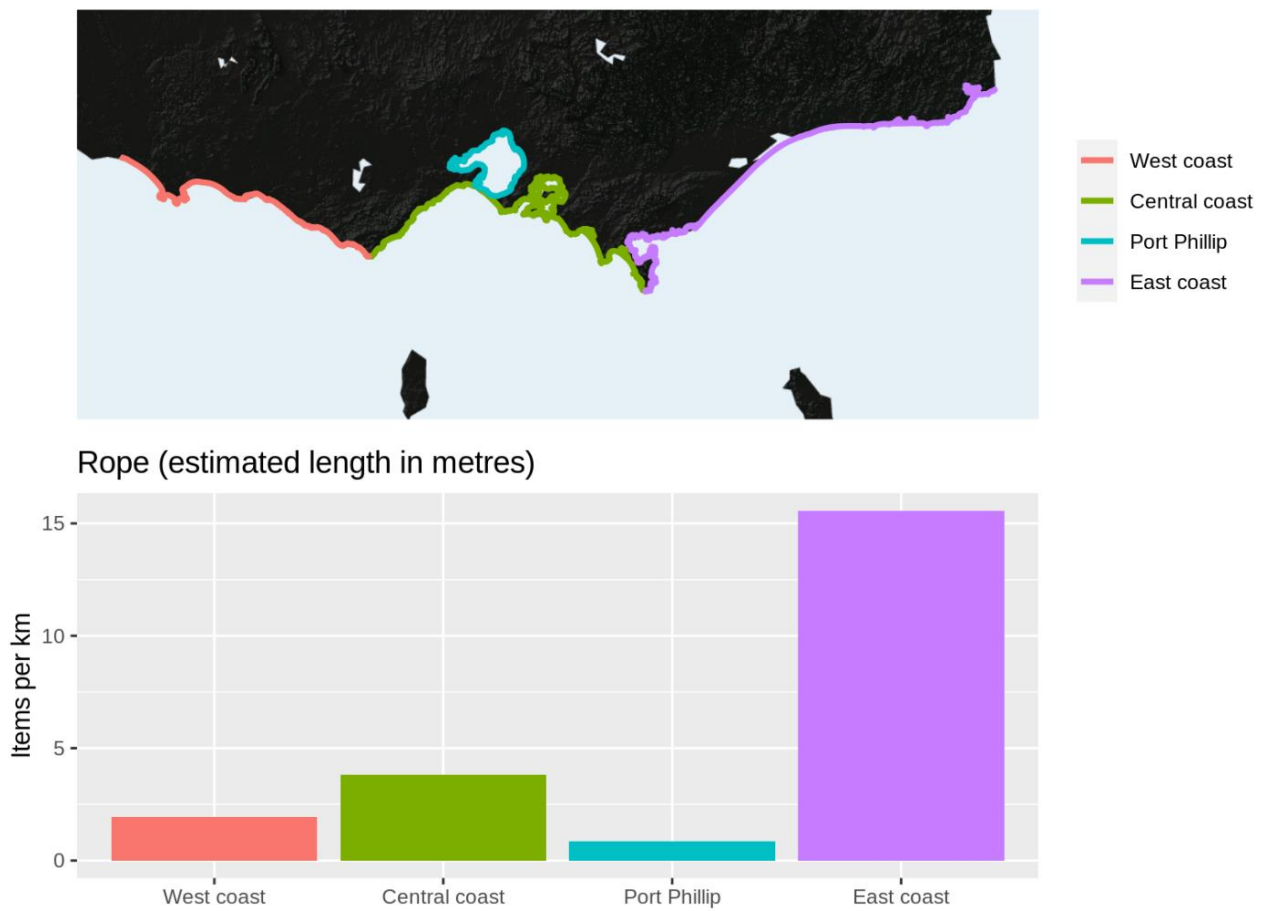 West coast
Central coast
Port Phillip
East coast
Rope (estimated length in metres)
Items per km
15
10
5
0
West coast
Central coast
Port Phillip
East coast